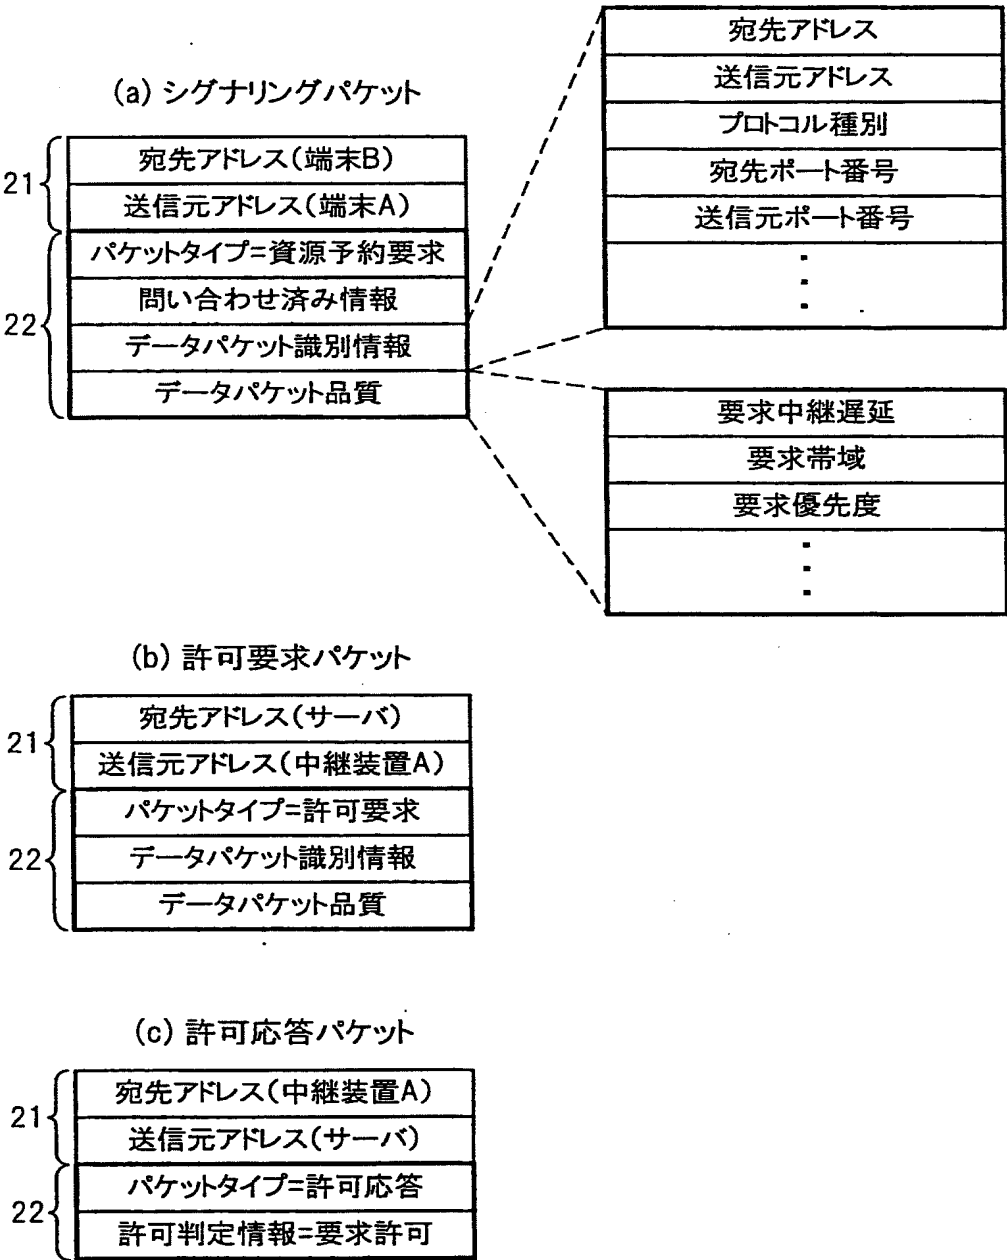 (a) シグナリングパケット
21
宛先アドレス(端末B)
送信元アドレス(端末A)
22
パケットタイプ=資源予約要求
問い合わせ済み情報
データパケット識別情報
データパケット品質
宛先アドレス
送信元アドレス
プロトコル種別
宛先ポート番号
送信元ポート番号
要求中継遅延
要求帯域
要求優先度
(b) 許可要求パケット
21
宛先アドレス(サーバ)
送信元アドレス(中継装置A)
22
パケットタイプ=許可要求
データパケット識別情報
データパケット品質
(c) 許可応答パケット
21
宛先アドレス(中継装置A)
送信元アドレス(サーバ)
22
パケットタイプ=許可応答
許可判定情報=要求許可